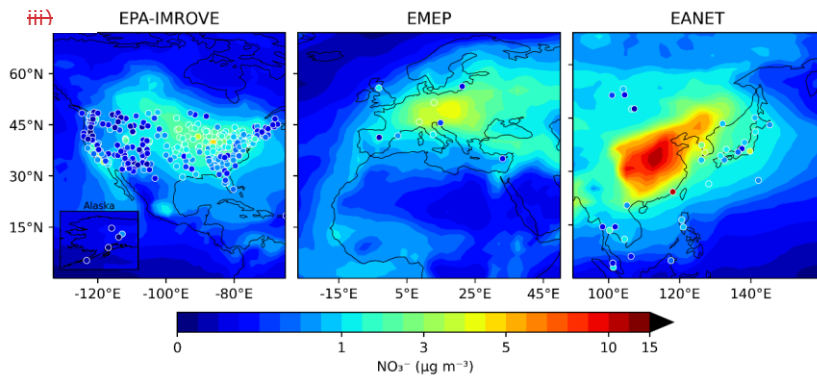 iii)
EPA-IMROVE EMEP EANET
60°N
45°N
30°N
15°N
Alaska
-120°E -100°E -80°E -15°E 5°E 25°E 45°E 100°E 120°E 140°E
0 1 3 5 10 15
NO₃⁻ (μg m⁻³)